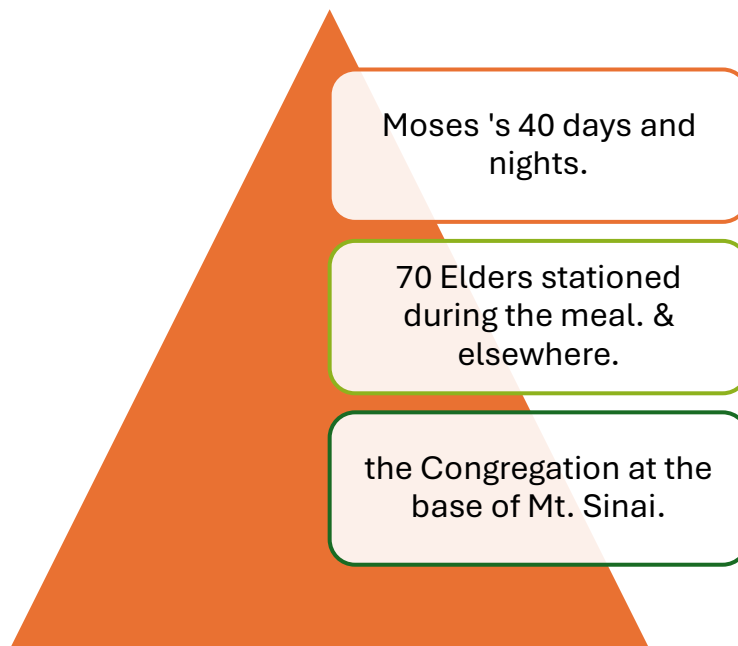 Moses 's 40 days and
nights.
70 Elders stationed
during the meal. &
elsewhere.
the Congregation at the
base of Mt. Sinai.